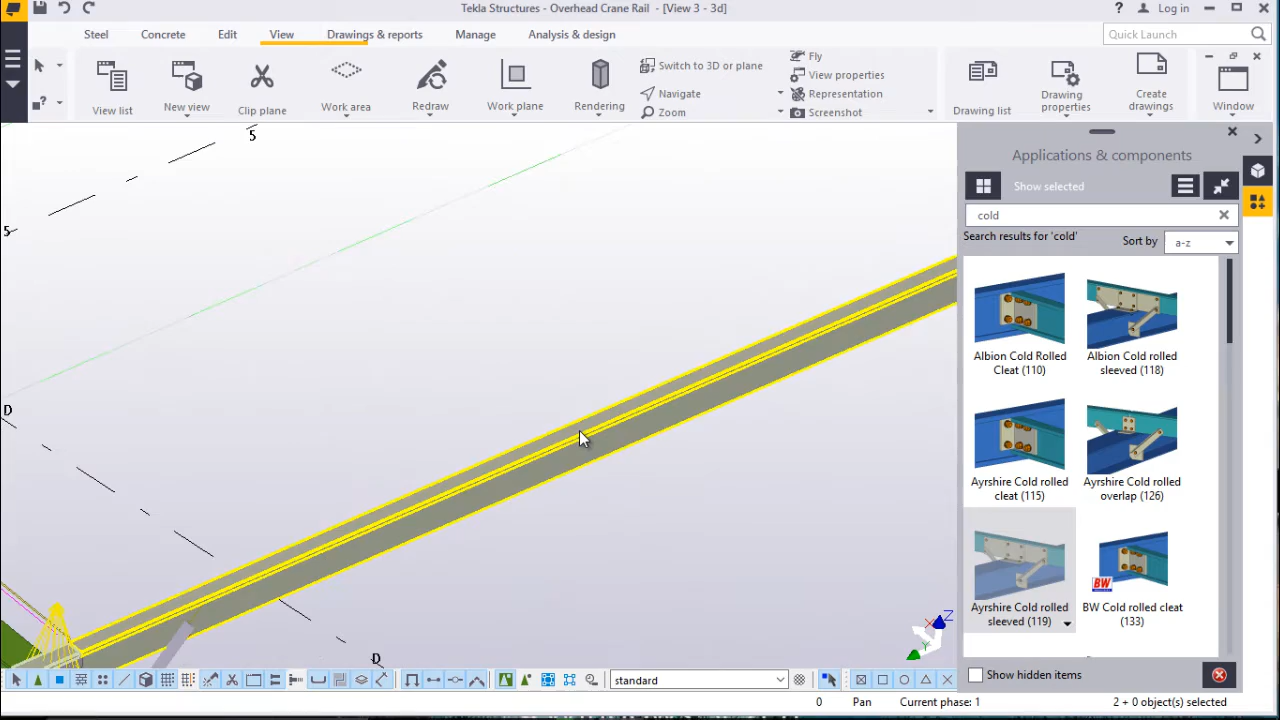 Tekla Structures - Overhead Crane Rail - [View 3 - 3d]
? Log in
Steel Concrete Edit View Drawings & reports Manage Analysis & design
Quick Launch
View list
New view
Clip plane
Work area
Redraw
Work plane
Rendering
Switch to 3D or plane
Navigate
Zoom
Fly
View properties
Representation
Screenshot
Drawing list
Drawing properties
Create drawings
Window
5
5
D
D
Z
Applications & components
Show selected
cold
Search results for 'cold'
Sort by
a-z
Albion Cold Rolled Cleat (110)
Albion Cold rolled sleeved (118)
Ayrshire Cold rolled cleat (115)
Ayrshire Cold rolled overlap (126)
Ayrshire Cold rolled sleeved (119)
BW
BW Cold rolled cleat (133)
Show hidden items
standard
0
Pan
Current phase: 1
2 + 0 object(s) selected